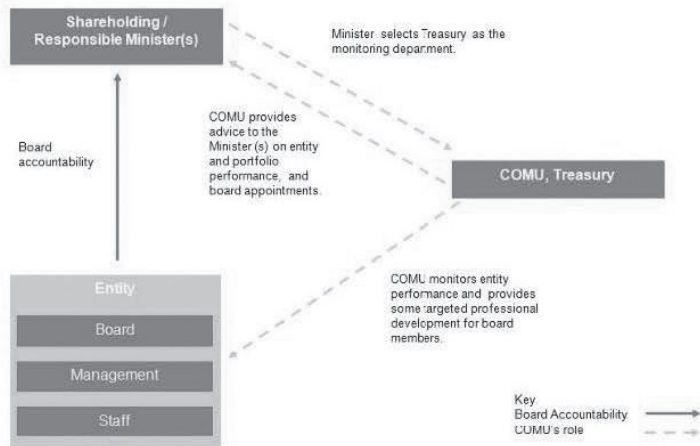 Shareholding /
Responsible Minister(s)
Minister selects Treasury as the
monitoring department.
COMU provides
advice to the
Minister (s) on entity
and portfolio
performance, and
board appointments.
Board
accountability
COMU, Treasury
Entity
Board
Management
Staff
COMU monitors entity
performance and provides
some targeted professional
development for board
members.
Key
Board Accountability
COMU's role